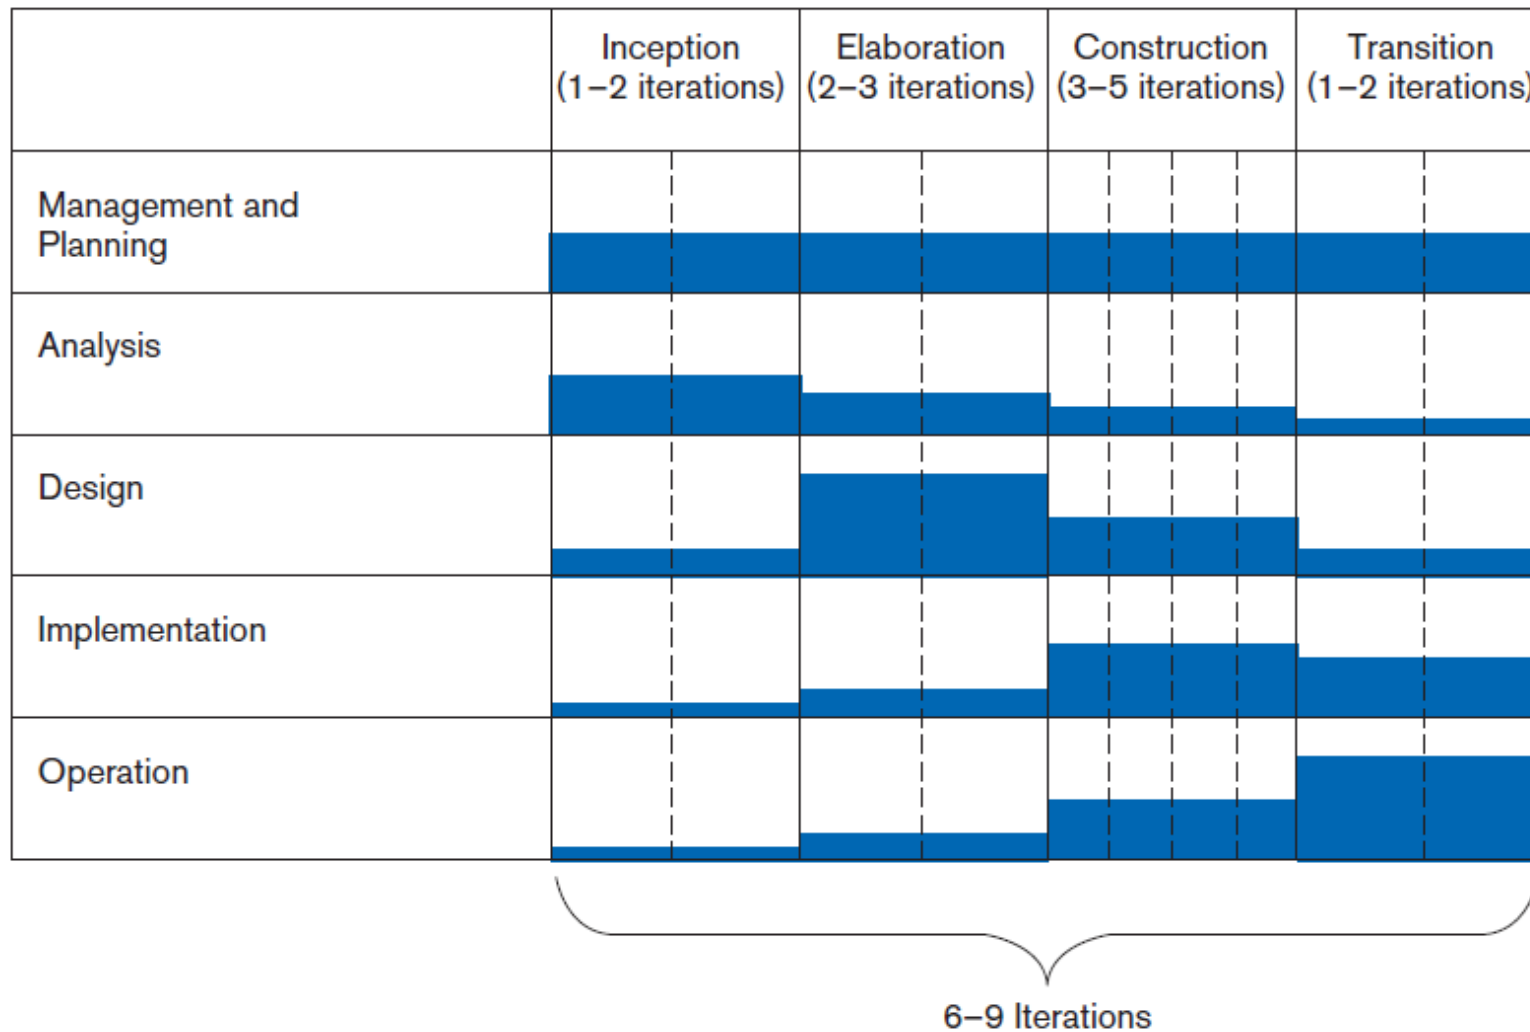 Inception
(1–2 iterations)
Elaboration
(2–3 iterations)
Construction
(3–5 iterations)
Transition
(1–2 iterations)
Management and
Planning
Analysis
Design
Implementation
Operation
6–9 Iterations